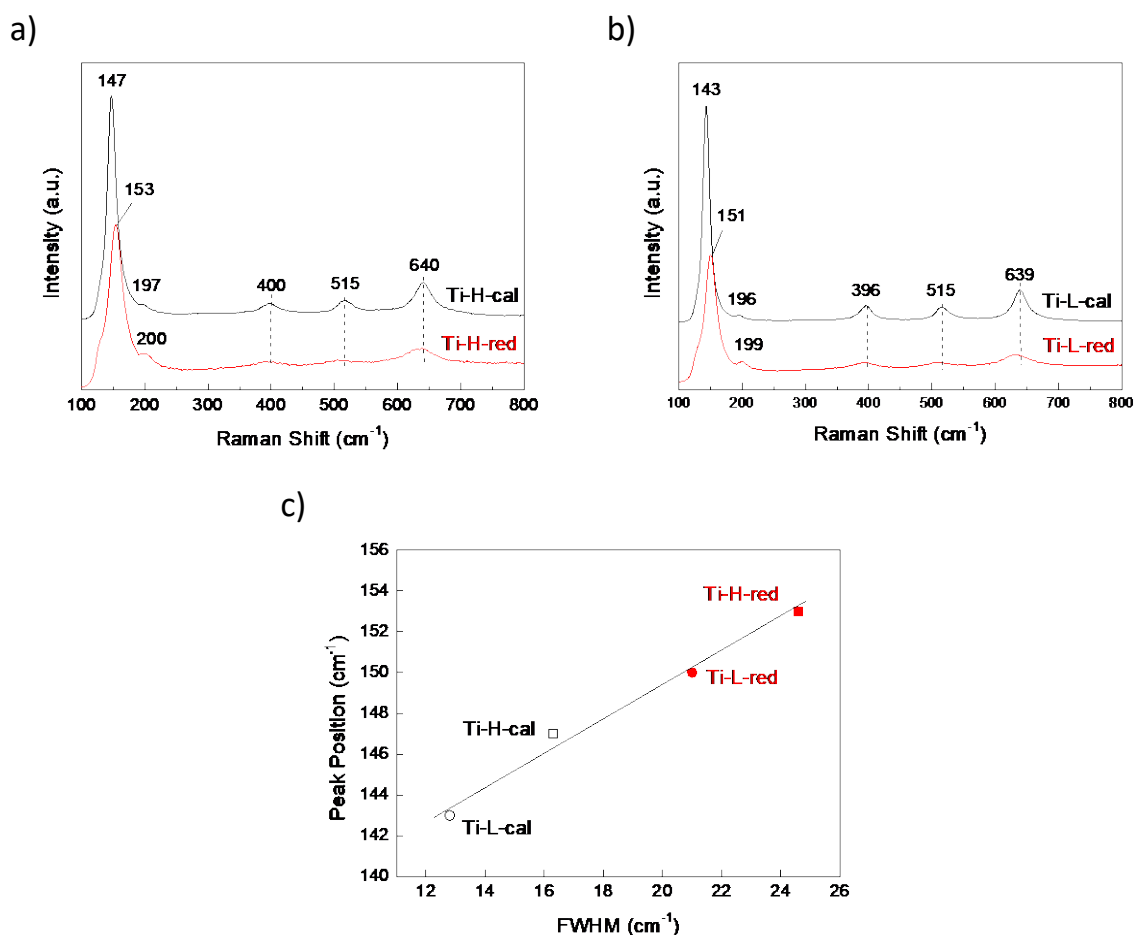 a)
147
153
197
200
400
515
640
Ti-H-cal
Ti-H-red
Intensity (a.u.)
100 200 300 400 500 600 700 800
Raman Shift (cm⁻¹)
b)
143
151
196
199
396
515
639
Ti-L-cal
Ti-L-red
Intensity (a.u.)
100 200 300 400 500 600 700 800
Raman Shift (cm⁻¹)
c)
156
154
152
150
148
146
144
142
140
Peak Position (cm⁻¹)
Ti-H-red
Ti-L-red
Ti-H-cal
Ti-L-cal
12 14 16 18 20 22 24 26
FWHM (cm⁻¹)